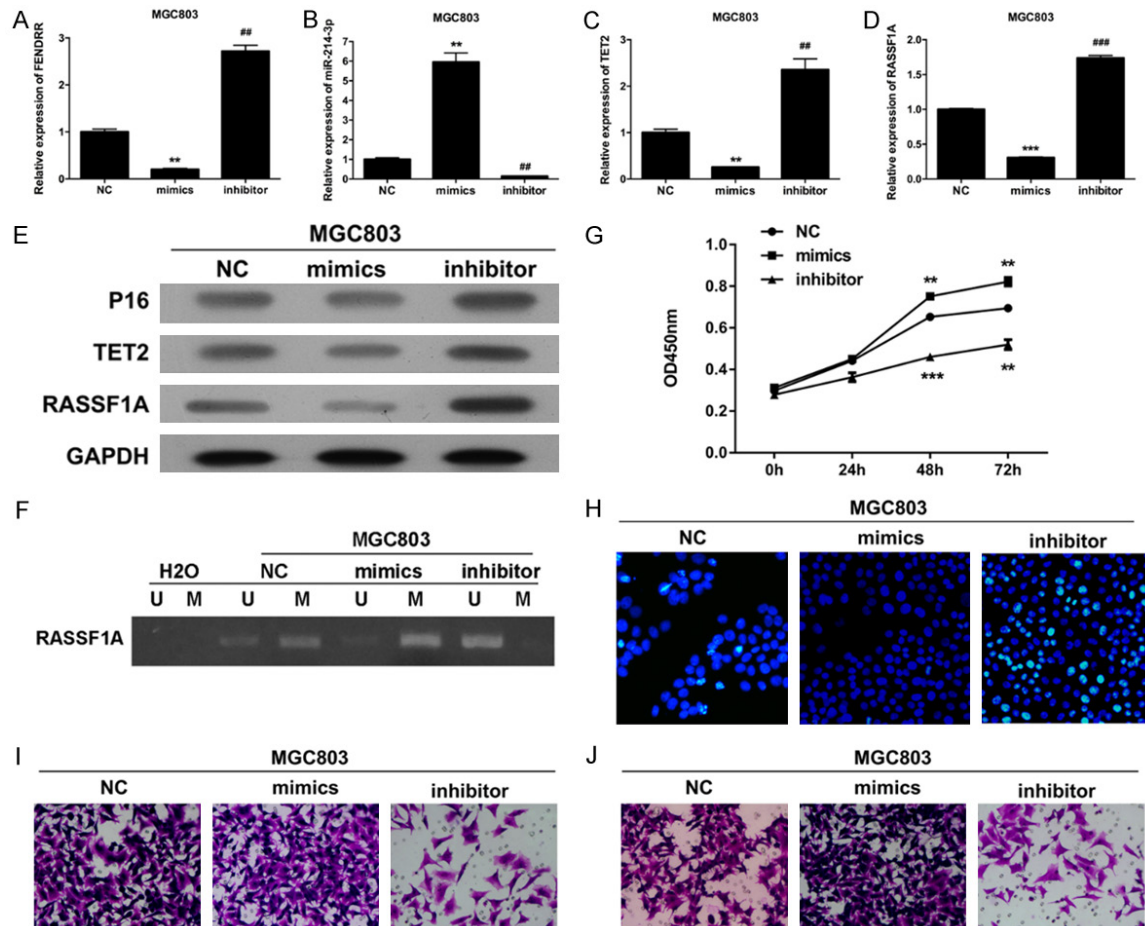 A
MGC803
Relative expression of FENDRR
3
2
1
0
##
**
NC mimics inhibitor
B
MGC803
Relative expression of miR-214-3p
7
6
5
4
3
2
1
0
**
##
NC mimics inhibitor
C
MGC803
Relative expression of TET2
3
2
1
0
##
**
NC mimics inhibitor
D
MGC803
Relative expression of RASSF1A
2.0
1.5
1.0
0.5
0.0
###
***
NC mimics inhibitor
E
MGC803
NC mimics inhibitor
P16
TET2
RASSF1A
GAPDH
F
MGC803
H2O NC mimics inhibitor
U M U M U M U M
RASSF1A
G
NC
mimics
inhibitor
OD450nm
1.0
0.8
0.6
0.4
0.2
0.0
** **
*** **
0h 24h 48h 72h
H
MGC803
NC mimics inhibitor
I
MGC803
NC mimics inhibitor
J
MGC803
NC mimics inhibitor